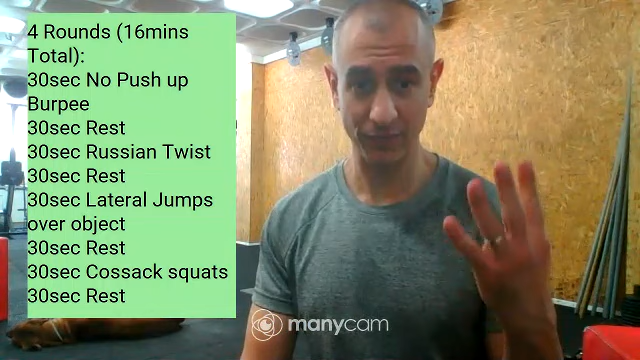 4 Rounds (16mins
Total):
30sec No Push up
Burpee
30sec Rest
30sec Russian Twist
30sec Rest
30sec Lateral Jumps
over object
30sec Rest
30sec Cossack squats
30sec Rest
manycam